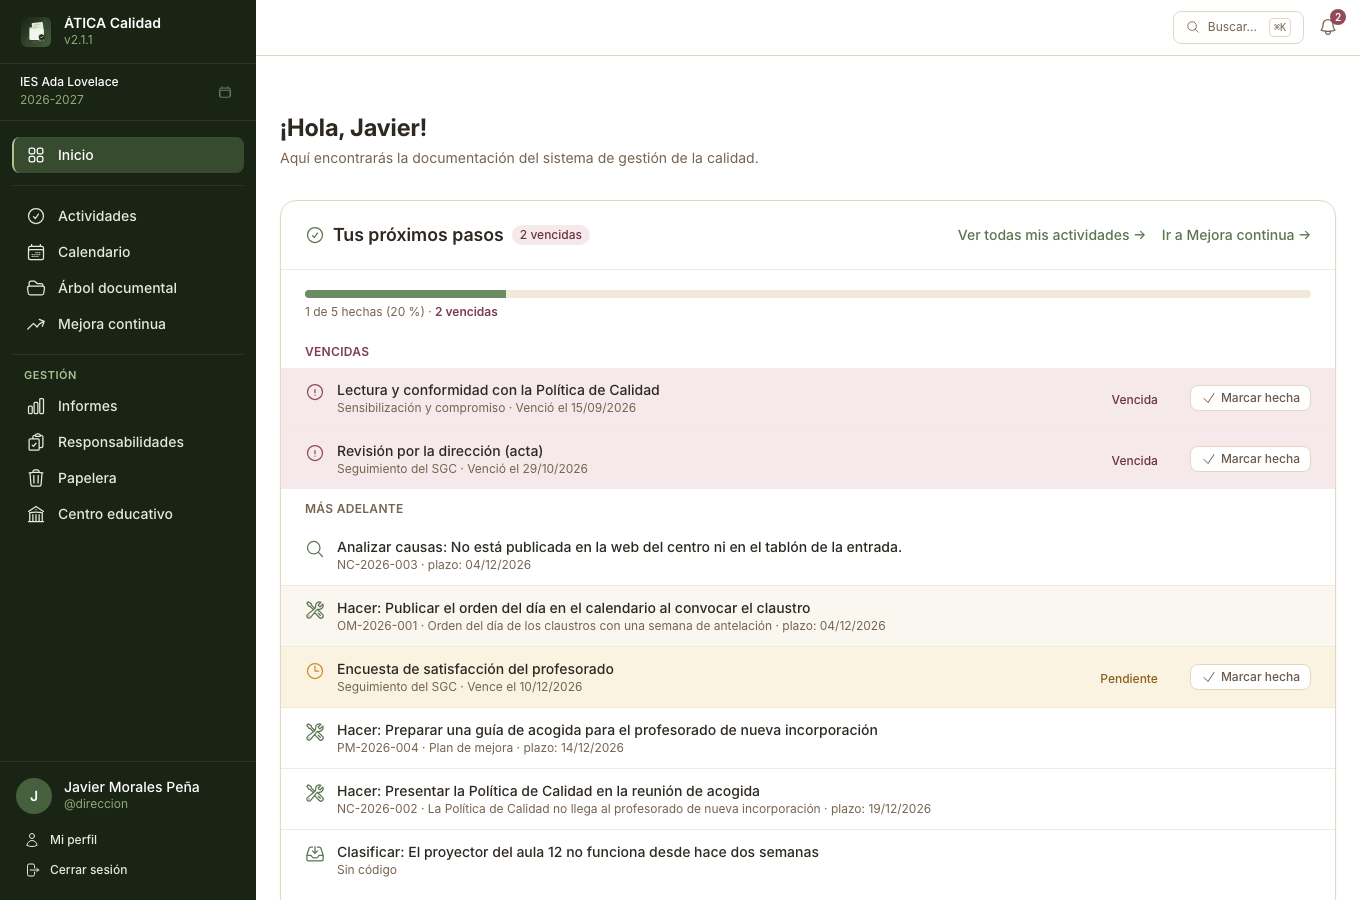 ÁTICA Calidad
v2.1.1
IES Ada Lovelace
2026-2027
Inicio
Actividades
Calendario
Árbol documental
Mejora continua
GESTIÓN
Informes
Responsabilidades
Papelera
Centro educativo
J
Javier Morales Peña
@direccion
Mi perfil
Cerrar sesión
Buscar...
⌘K
2
¡Hola, Javier!
Aquí encontrarás la documentación del sistema de gestión de la calidad.
Tus próximos pasos
2 vencidas
Ver todas mis actividades →
Ir a Mejora continua →
1 de 5 hechas (20 %) · 2 vencidas
VENCIDAS
Lectura y conformidad con la Política de Calidad
Sensibilización y compromiso · Venció el 15/09/2026
Vencida
Marcar hecha
Revisión por la dirección (acta)
Seguimiento del SGC · Venció el 29/10/2026
Vencida
Marcar hecha
MÁS ADELANTE
Analizar causas: No está publicada en la web del centro ni en el tablón de la entrada.
NC-2026-003 · plazo: 04/12/2026
Hacer: Publicar el orden del día en el calendario al convocar el claustro
OM-2026-001 · Orden del día de los claustros con una semana de antelación · plazo: 04/12/2026
Encuesta de satisfacción del profesorado
Seguimiento del SGC · Vence el 10/12/2026
Pendiente
Marcar hecha
Hacer: Preparar una guía de acogida para el profesorado de nueva incorporación
PM-2026-004 · Plan de mejora · plazo: 14/12/2026
Hacer: Presentar la Política de Calidad en la reunión de acogida
NC-2026-002 · La Política de Calidad no llega al profesorado de nueva incorporación · plazo: 19/12/2026
Clasificar: El proyector del aula 12 no funciona desde hace dos semanas
Sin código